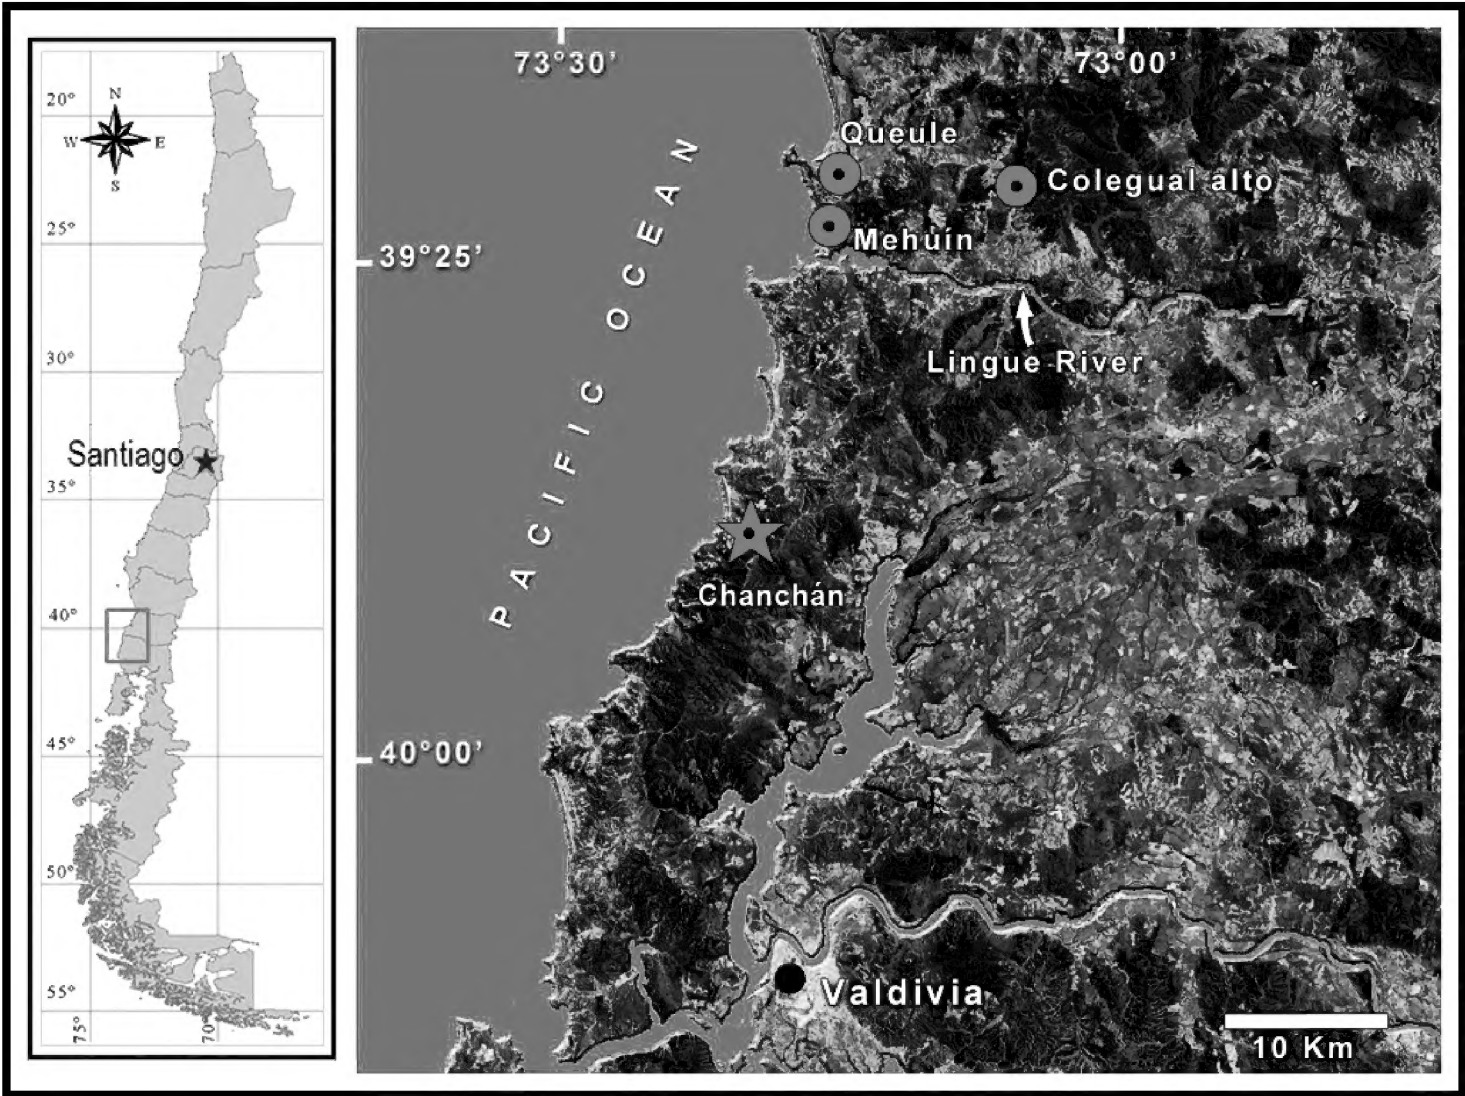 20°
N
W
E
S
25°
30°
Santiago
35°
40°
45°
50°
55°
75°
70°
73°30’
73°00’
Queule
Colegual alto
Mehuín
39°25’
PACIFIC OCEAN
Lingue River
Chanchán
40°00’
Valdivia
10 Km